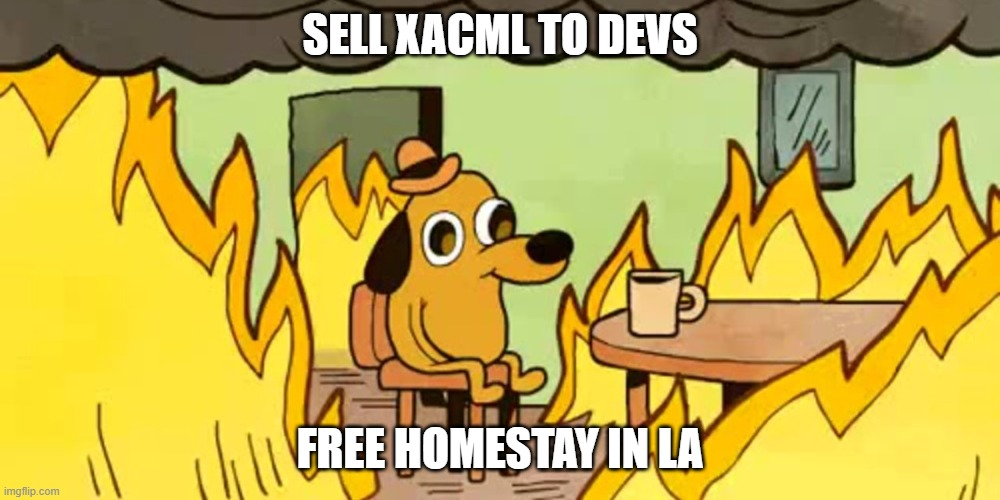 SELL XACML TO DEVS
FREE HOMESTAY IN LA
imgflip.com